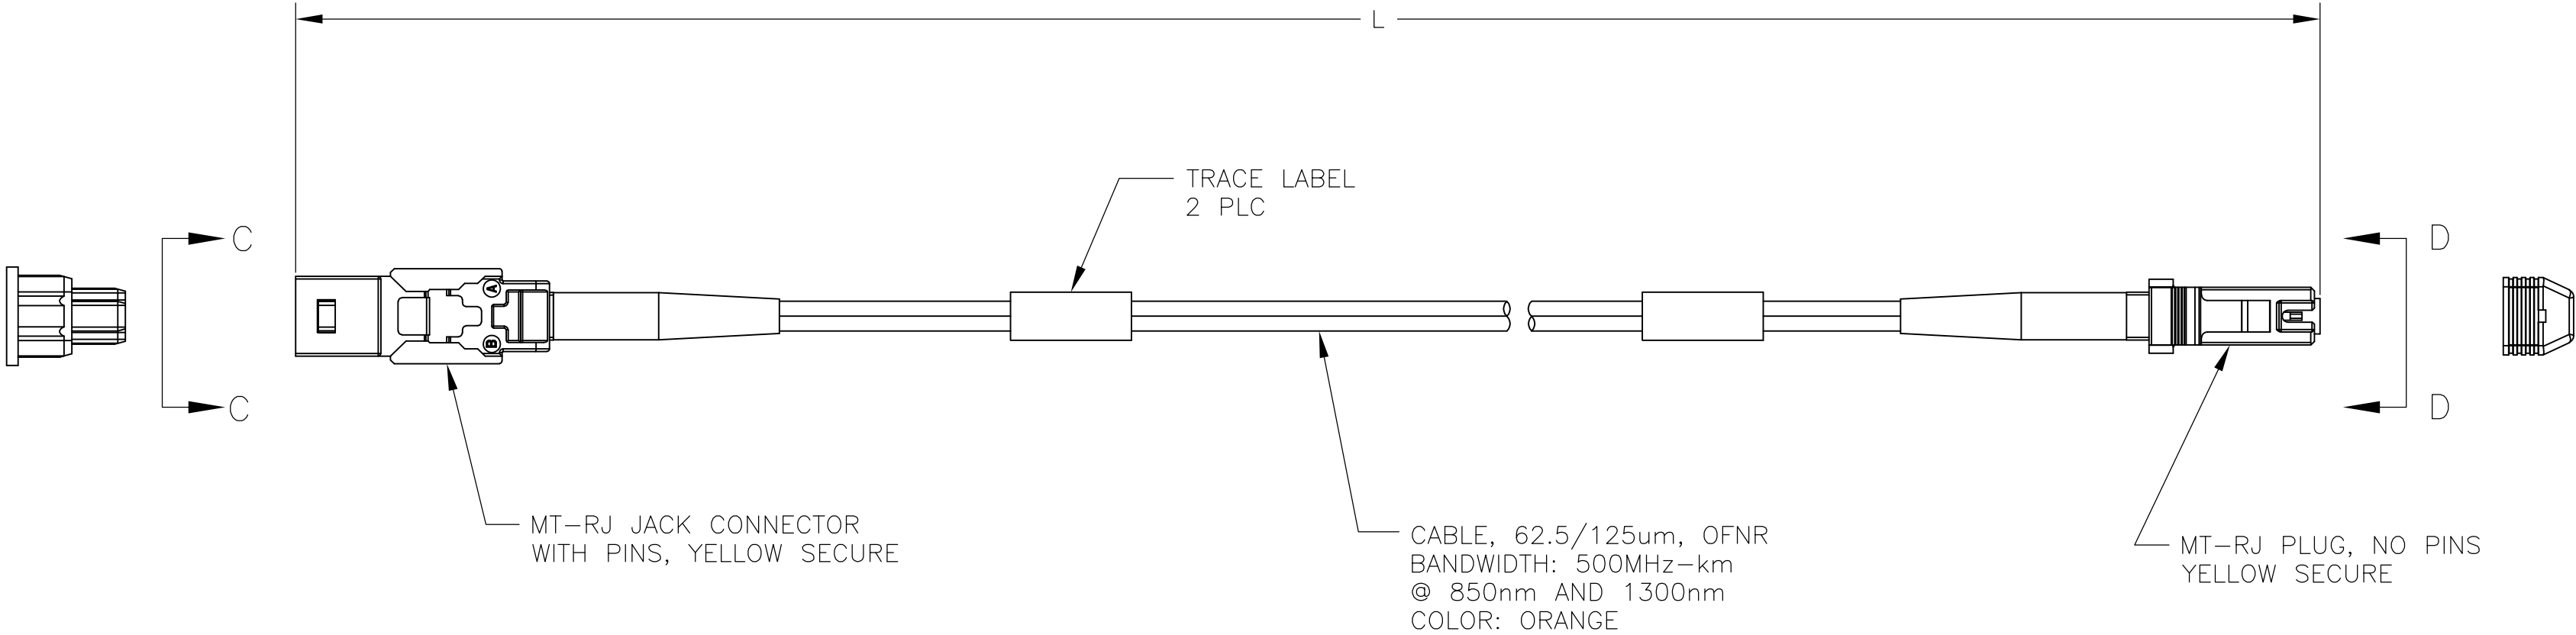 L
TRACE LABEL
2 PLC
C
D
A
B
C
D
MT-RJ JACK CONNECTOR
WITH PINS, YELLOW SECURE
CABLE, 62.5/125um, OFNR
BANDWIDTH: 500MHz-km
@ 850nm AND 1300nm
COLOR: ORANGE
MT-RJ PLUG, NO PINS
YELLOW SECURE